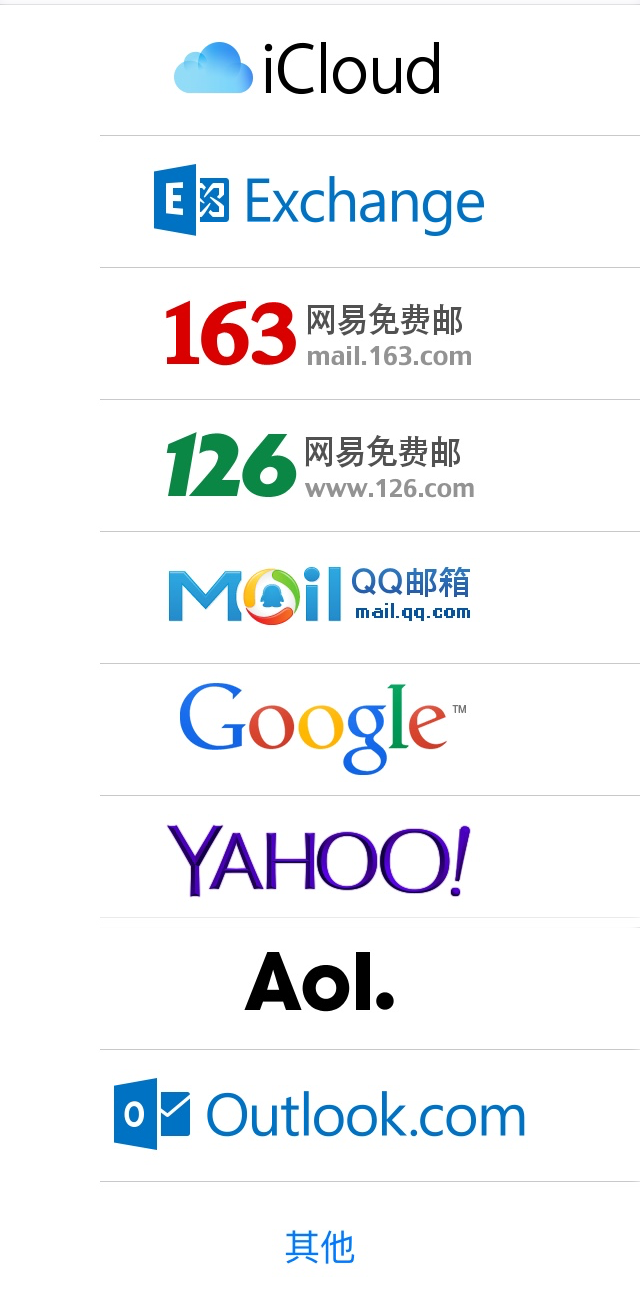 iCloud
E Exchange
163 网易免费邮
mail.163.com
126 网易免费邮
www.126.com
Mail QQ邮箱
mail.qq.com
Google™
YAHOO!
Aol.
O Outlook.com
其他